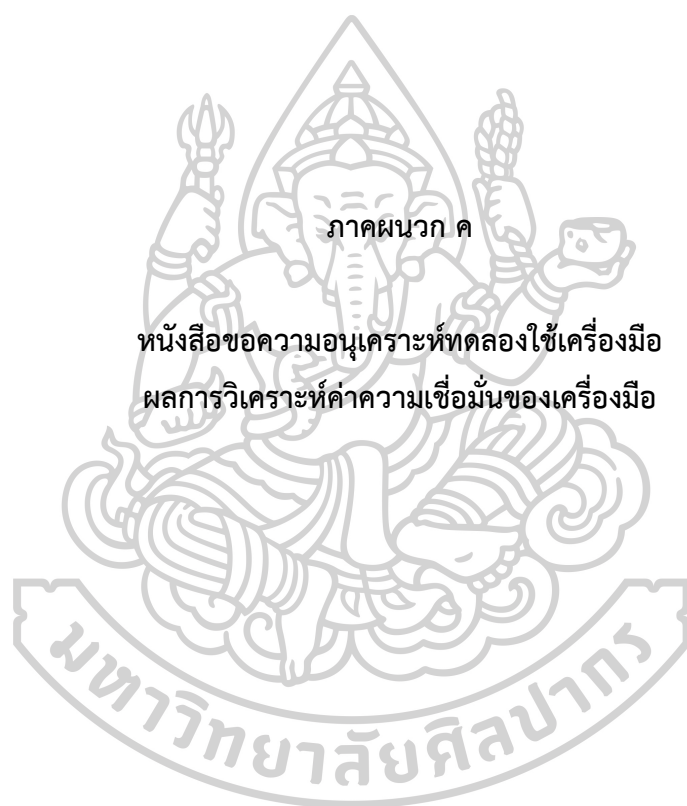 ภาคผนวก ค
หนังสือขอความอนุเคราะห์ทดลองใช้เครื่องมือ
ผลการวิเคราะห์ค่าความเชื่อมั่นของเครื่องมือ
มหาวิทยาลัยศิลปากร